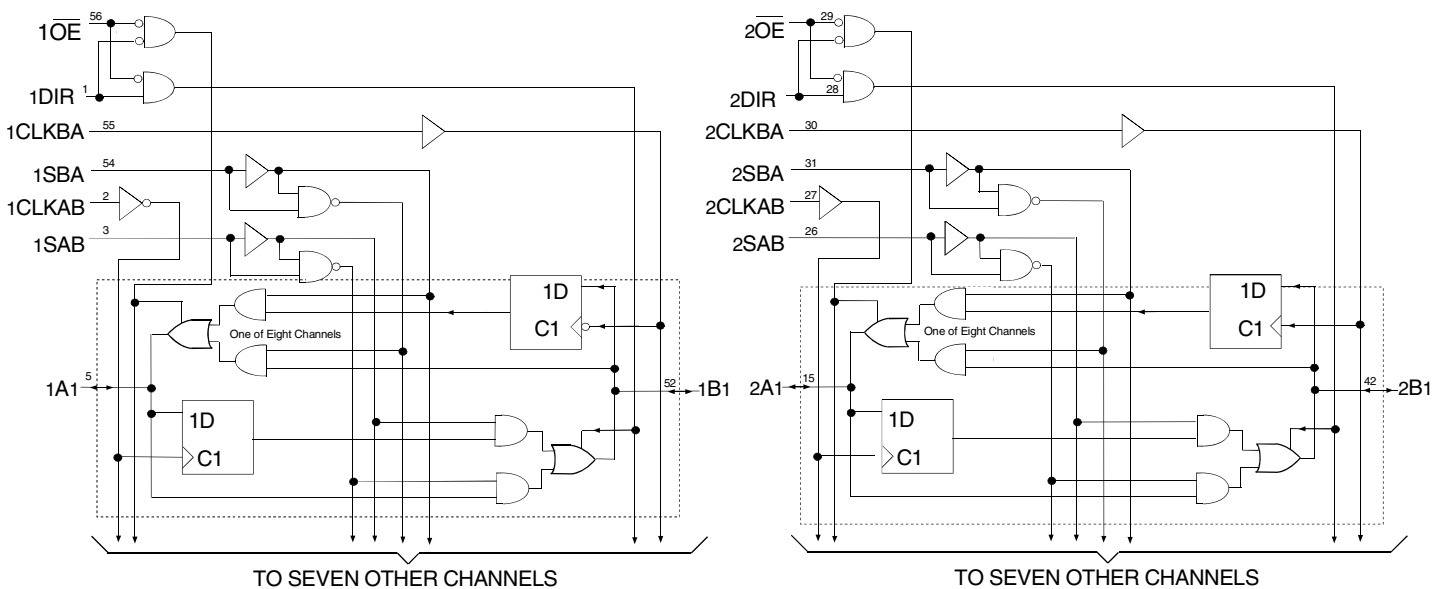 56
1OE
1
1DIR
55
1CLKBA
54
1SBA
2
1CLKAB
3
1SAB
1D
C1
One of Eight Channels
5
1A1
52
1B1
1D
C1
TO SEVEN OTHER CHANNELS
29
2OE
28
2DIR
30
2CLKBA
31
2SBA
27
2CLKAB
26
2SAB
1D
C1
One of Eight Channels
15
2A1
42
2B1
1D
C1
TO SEVEN OTHER CHANNELS